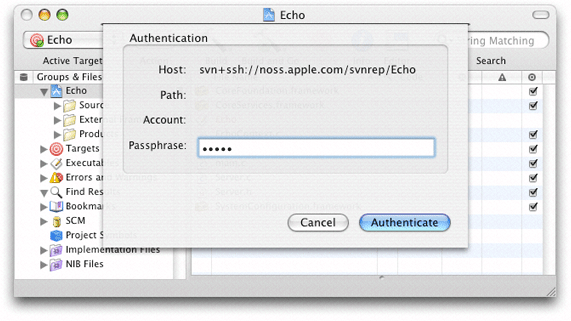 Echo
Echo
Authentication
ring Matching
Active Target
Search
Host: svn+ssh://noss.apple.com/svnrep/Echo
Groups & Files
Path:
Echo
Sourc
Account:
Exter
Produ
Passphrase: •••••
Targets
Executab
Errors an
Find Res
Bookmar
SCM
Cancel
Authenticate
Project S
Implementation Files
NIB Files